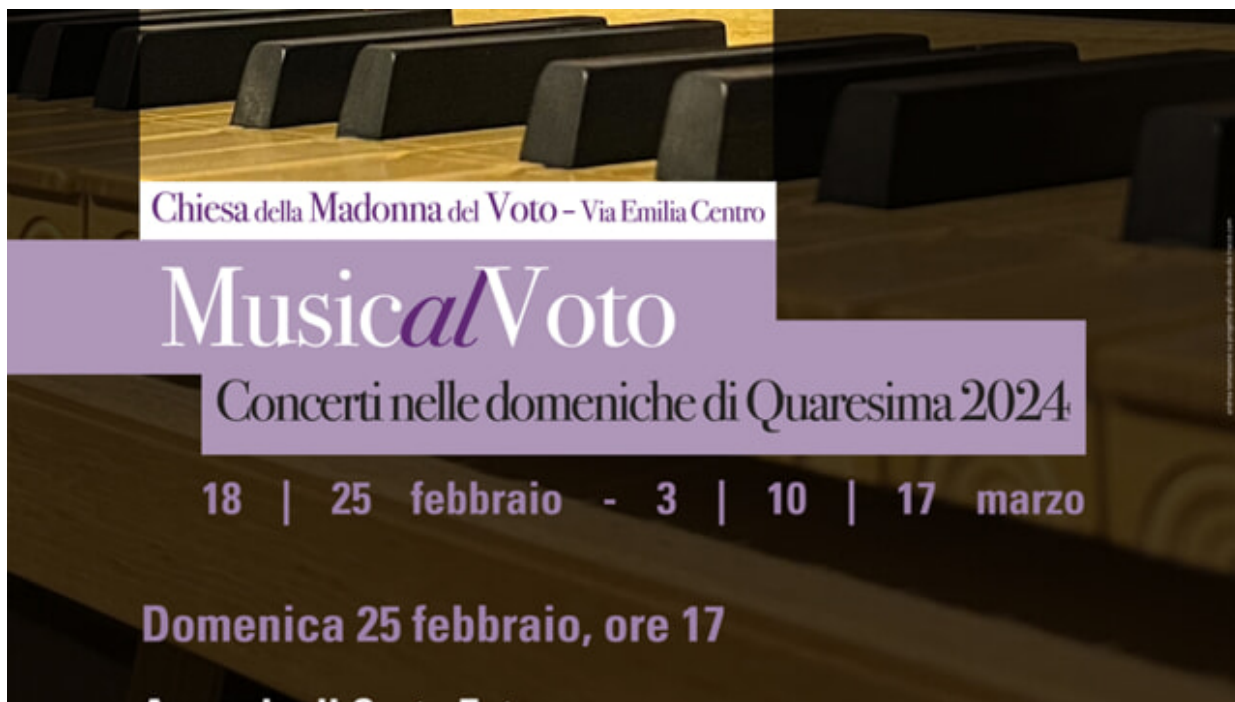 Chiesa della Madonna del Voto – Via Emilia Centro
MusicalVoto
Concerti nelle domeniche di Quaresima 2024
18 | 25 febbraio - 3 | 10 | 17 marzo
Domenica 25 febbraio, ore 17